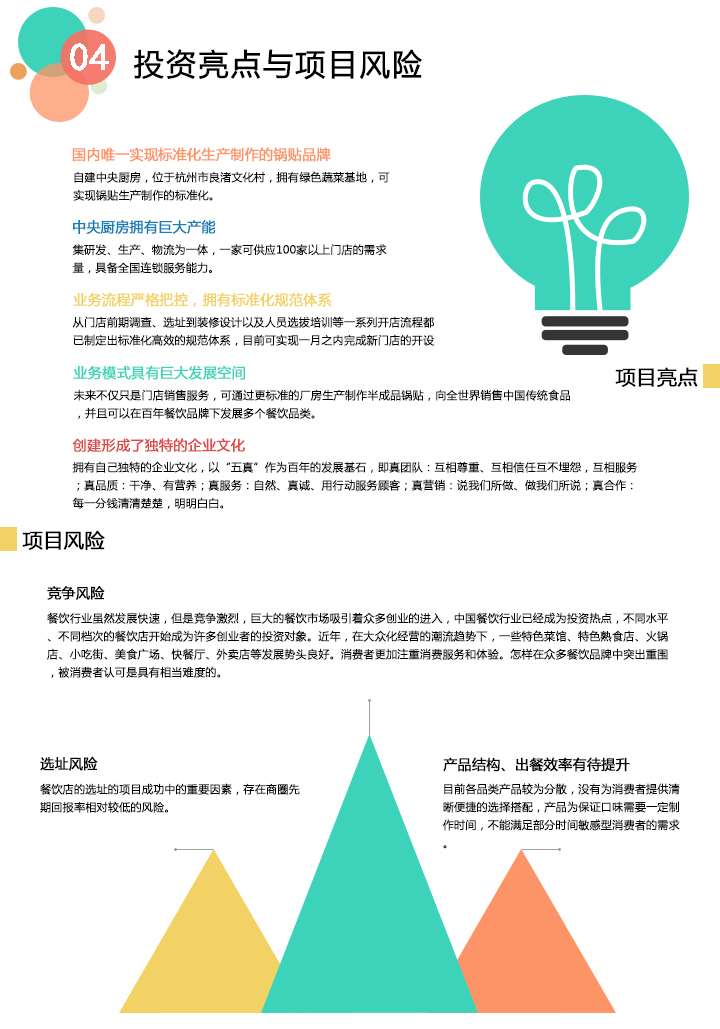 04
投资亮点与项目风险
国内唯一实现标准化生产制作的锅贴品牌
自建中央厨房，位于杭州市良渚文化村，拥有绿色蔬菜基地，可
实现锅贴生产制作的标准化。
中央厨房拥有巨大产能
集研发、生产、物流为一体，一家可供应100家以上门店的需求
量，具备全国连锁服务能力。
业务流程严格把控，拥有标准化规范体系
从门店前期调查、选址到装修设计以及人员选拔培训等一系列开店流程都
已制定出标准化高效的规范体系，目前可实现一月之内完成新门店的开设
项目亮点
业务模式具有巨大发展空间
未来不仅只是门店销售服务，可通过更标准的厂房生产制作半成品锅贴，向全世界销售中国传统食品
，并且可以在百年餐饮品牌下发展多个餐饮品类。
创建形成了独特的企业文化
拥有自己独特的企业文化，以“五真”作为百年的发展基石，即真团队：互相尊重、互相信任互不埋怨，互相服务
；真品质：干净、有营养；真服务：自然、真诚、用行动服务顾客；真营销：说我们所做、做我们所说；真合作：
每一分钱清清楚楚，明明白白。
项目风险
竞争风险
餐饮行业虽然发展快速，但是竞争激烈，巨大的餐饮市场吸引着众多创业的进入，中国餐饮行业已经成为投资热点，不同水平
、不同档次的餐饮店开始成为许多创业者的投资对象。近年，在大众化经营的潮流趋势下，一些特色菜馆、特色熟食店、火锅
店、小吃街、美食广场、快餐厅、外卖店等发展势头良好。消费者更加注重消费服务和体验。怎样在众多餐饮品牌中突出重围
，被消费者认可是具有相当难度的。
选址风险
餐饮店的选址的项目成功中的重要因素，存在商圈先
期回报率相对较低的风险。
产品结构、出餐效率有待提升
目前各品类产品较为分散，没有为消费者提供清
晰便捷的选择搭配，产品为保证口味需要一定制
作时间，不能满足部分时间敏感型消费者的需求
。